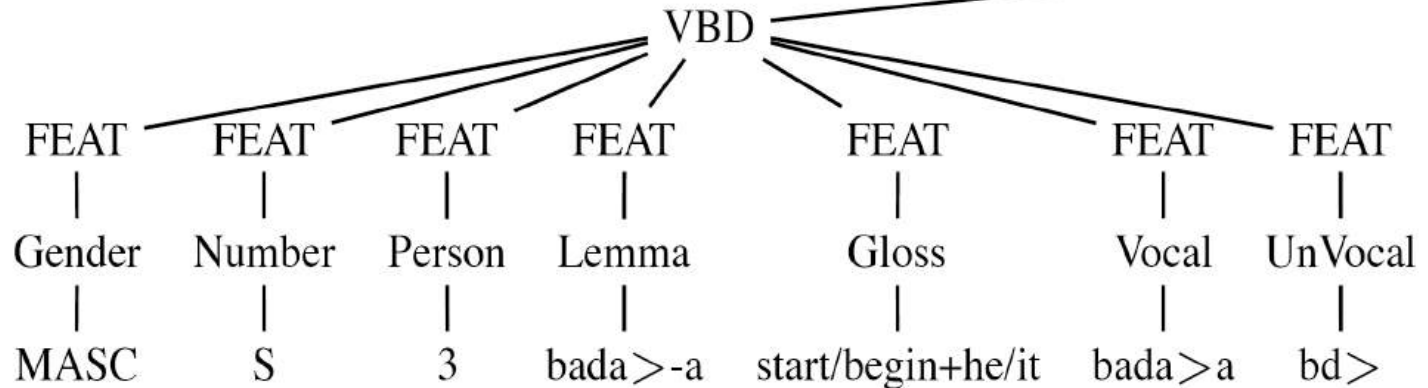 VBD
FEAT FEAT FEAT FEAT FEAT FEAT FEAT
Gender Number Person Lemma Gloss Vocal UnVocal
MASC S 3 bada>-a start/begin+he/it bada>a bd>